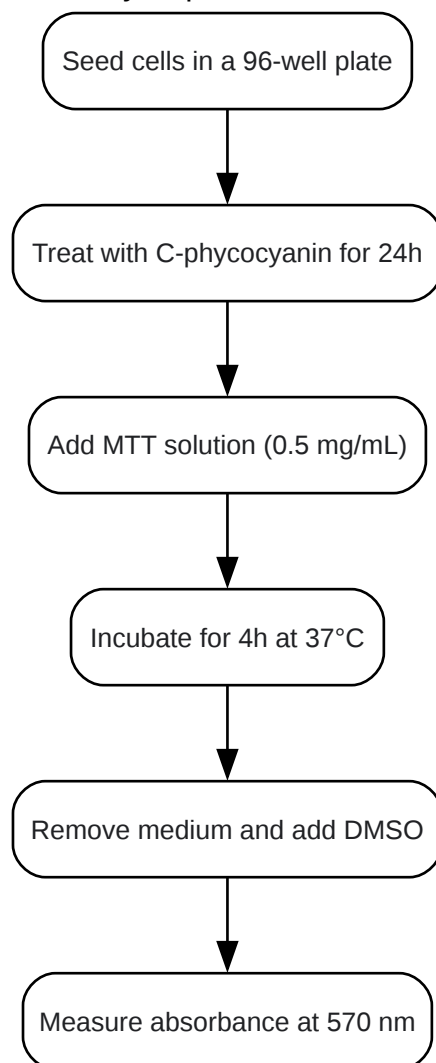 Seed cells in a 96-well plate
Treat with C-phycocyanin for 24h
Add MTT solution (0.5 mg/mL)
Incubate for 4h at 37°C
Remove medium and add DMSO
Measure absorbance at 570 nm